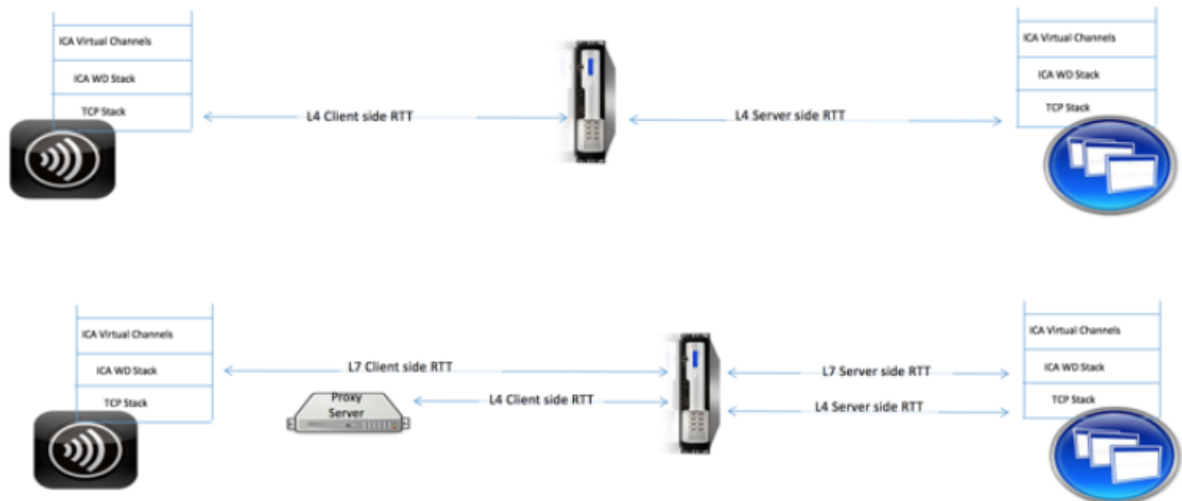 ICA Virtual Channels
ICA WD Stack
TCP Stack
L4 Client side RTT
L4 Server side RTT
ICA Virtual Channels
ICA WD Stack
TCP Stack
ICA Virtual Channels
ICA WD Stack
TCP Stack
L7 Client side RTT
L4 Client side RTT
Proxy
Server
L7 Server side RTT
L4 Server side RTT
ICA Virtual Channels
ICA WD Stack
TCP Stack